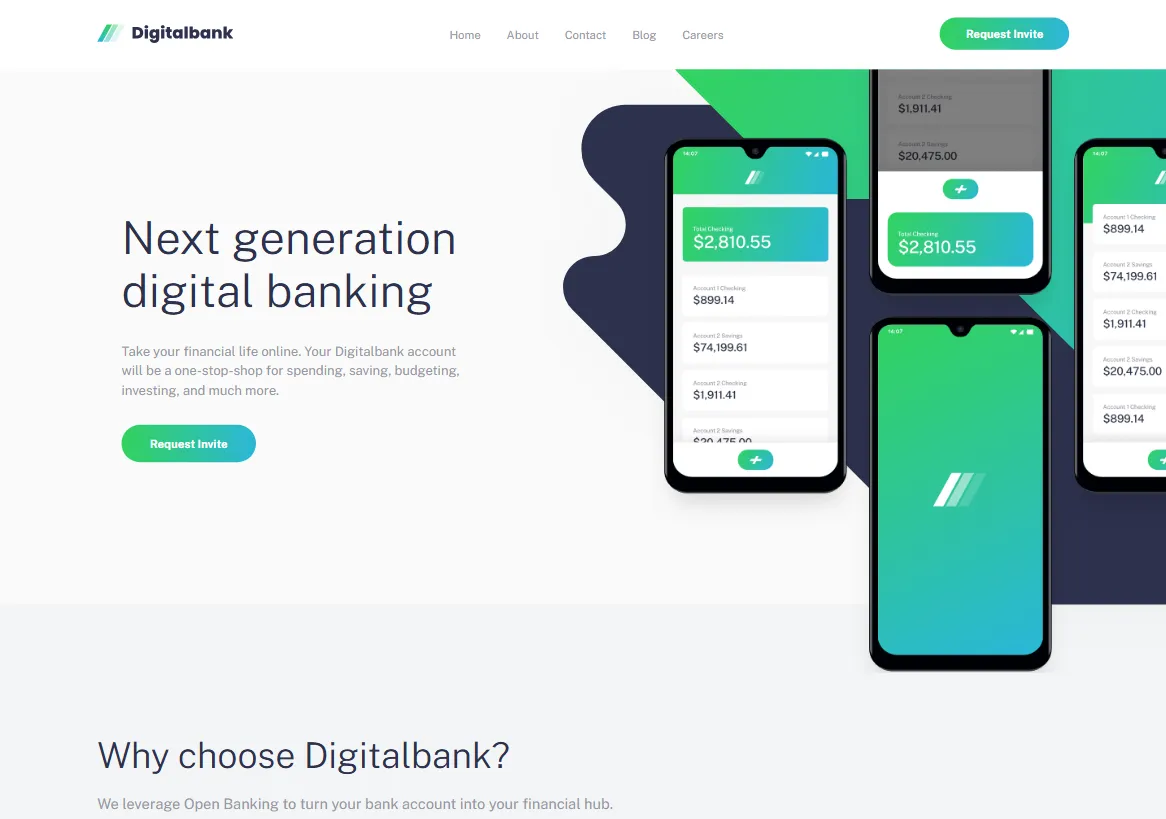 Digitalbank
Home
About
Contact
Blog
Careers
Request Invite
Next generation
digital banking
Take your financial life online. Your Digitalbank account
will be a one-stop-shop for spending, saving, budgeting,
investing, and much more.
Request Invite
14:07
Total Checking
$2,810.55
Account 1 Checking
$899.14
Account 2 Savings
$74,199.61
Account 2 Checking
$1,911.41
Account 2 Savings
$20,475.00
Account 2 Checking
$1,911.41
Account 2 Savings
$20,475.00
Total Checking
$2,810.55
14:07
14:07
Account 1 Checking
$899.14
Account 2 Savings
$74,199.61
Account 2 Checking
$1,911.41
Account 2 Savings
$20,475.00
Account 1 Checking
$899.14
Why choose Digitalbank?
We leverage Open Banking to turn your bank account into your financial hub.